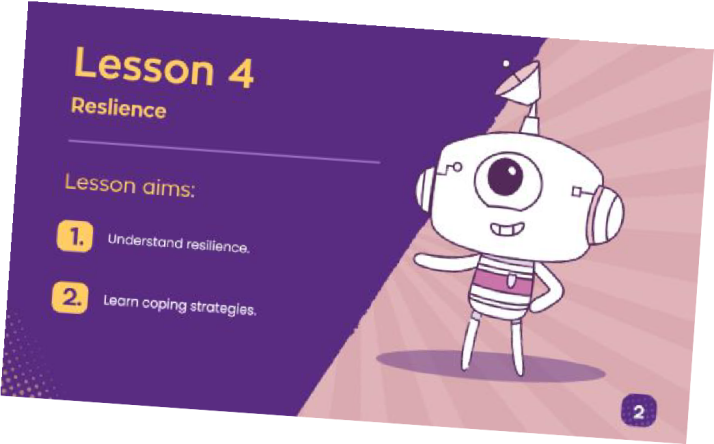 Lesson 4
Reslience
Lesson aims:
1. Understand resilience.
2. Learn coping strategies.
2